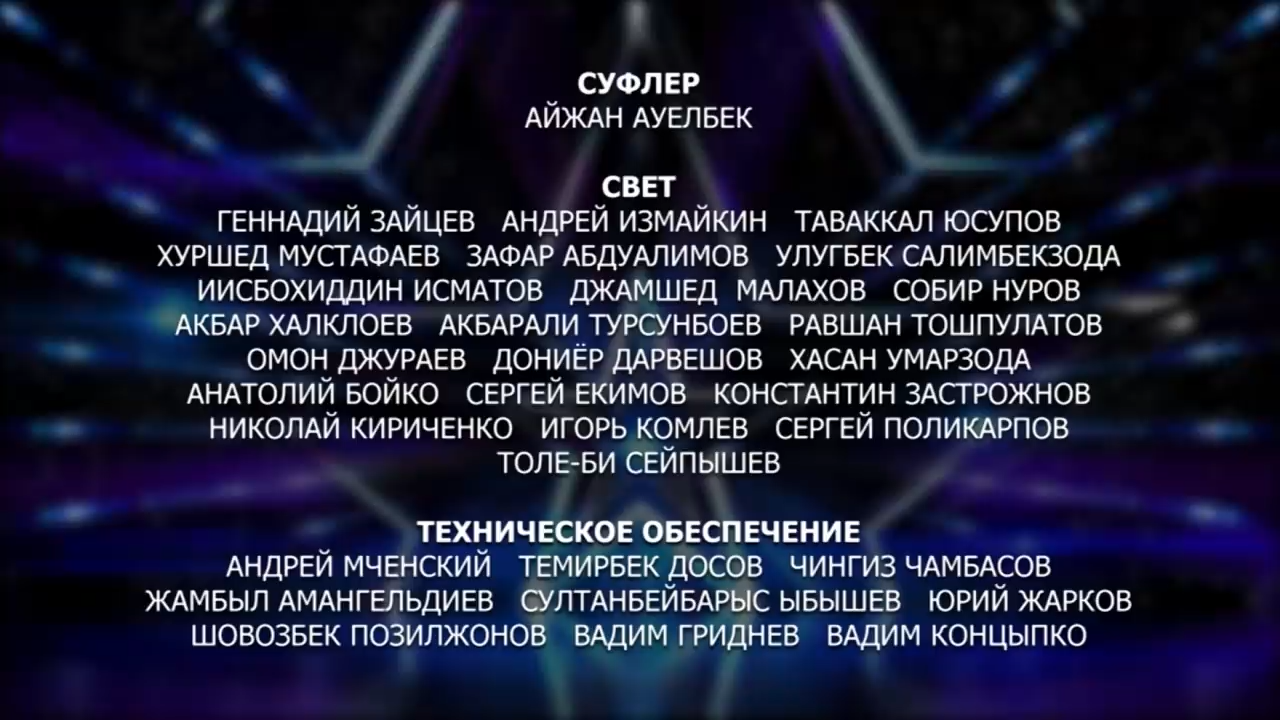 СУФЛЕР
АЙЖАН АУЕЛБЕК
СВЕТ
ГЕННАДИЙ ЗАЙЦЕВ АНДРЕЙ ИЗМАЙКИН ТАВАККАЛ ЮСУПОВ
ХУРШЕД МУСТАФАЕВ ЗАФАР АБДУАЛИМОВ УЛУГБЕК САЛИМБЕКЗОДА
ИИСБОХИДДИН ИСМАТОВ ДЖАМШЕД МАЛАХОВ СОБИР НУРОВ
АКБАР ХАЛКЛОЕВ АКБАРАЛИ ТУРСУНБОЕВ РАВШАН ТОШПУЛАТОВ
ОМОН ДЖУРАЕВ ДОНИЁР ДАРВЕШОВ ХАСАН УМАРЗОДА
АНАТОЛИЙ БОЙКО СЕРГЕЙ ЕКИМОВ КОНСТАНТИН ЗАСТРОЖНОВ
НИКОЛАЙ КИРИЧЕНКО ИГОРЬ КОМЛЕВ СЕРГЕЙ ПОЛИКАРПОВ
ТОЛЕ-БИ СЕЙПЫШЕВ
ТЕХНИЧЕСКОЕ ОБЕСПЕЧЕНИЕ
АНДРЕЙ МЧЕНСКИЙ ТЕМИРБЕК ДОСОВ ЧИНГИЗ ЧАМБАСОВ
ЖАМБЫЛ АМАНГЕЛЬДИЕВ СУЛТАНБЕЙБАРЫС ЫБЫШЕВ ЮРИЙ ЖАРКОВ
ШОВОЗБЕК ПОЗИЛЖОНОВ ВАДИМ ГРИДНЕВ ВАДИМ КОНЦЫПКО